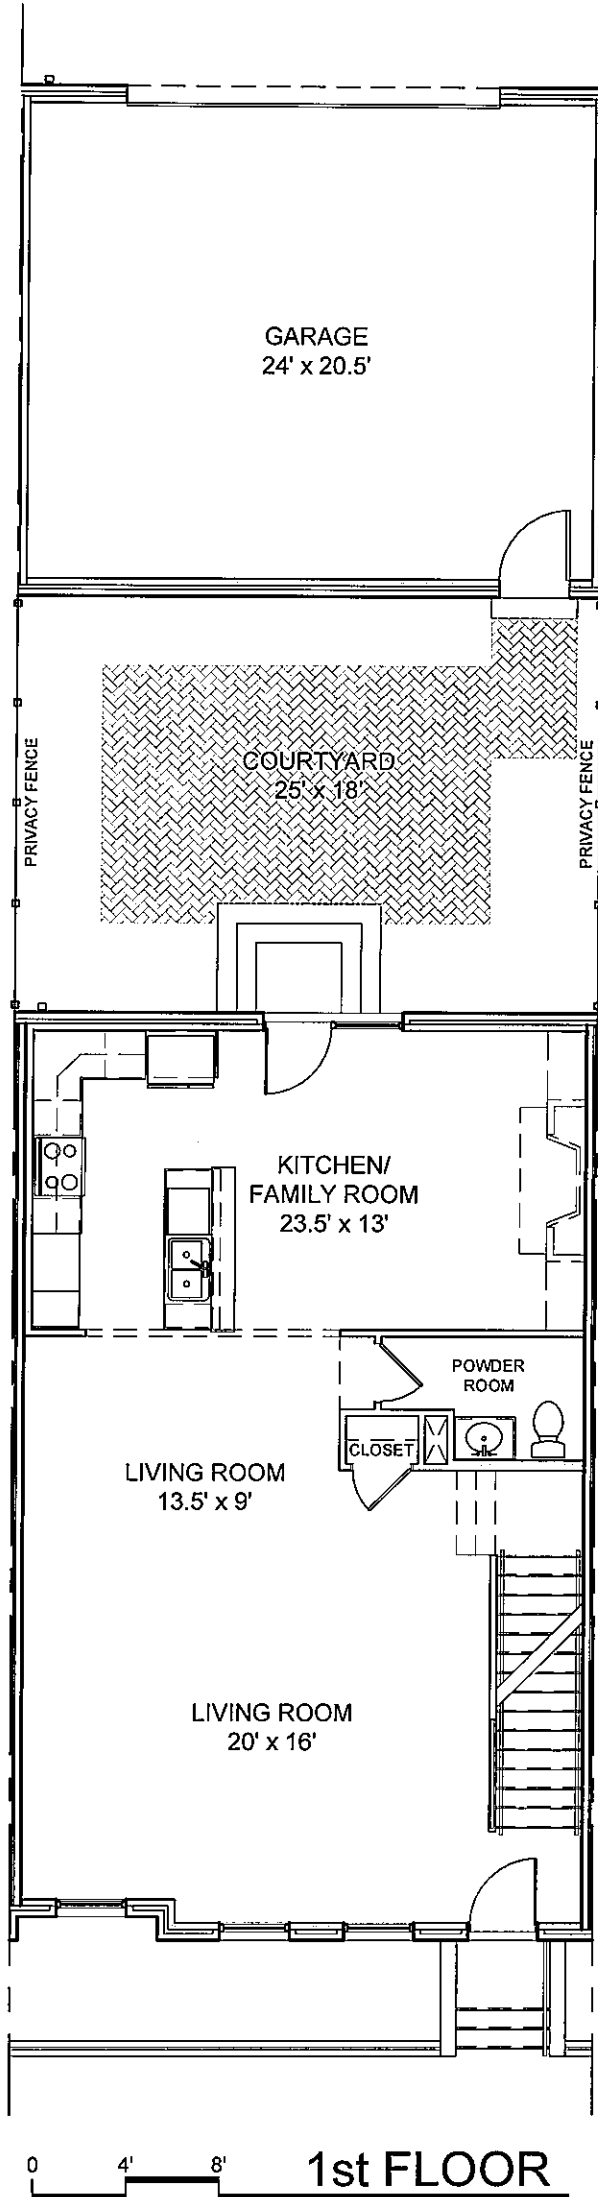 GARAGE
24' x 20.5'
COURTYARD
25' x 18'
PRIVACY FENCE
PRIVACY FENCE
KITCHEN/
FAMILY ROOM
23.5' x 13'
POWDER
ROOM
CLOSET
LIVING ROOM
13.5' x 9'
LIVING ROOM
20' x 16'
0 4' 8'
1st FLOOR